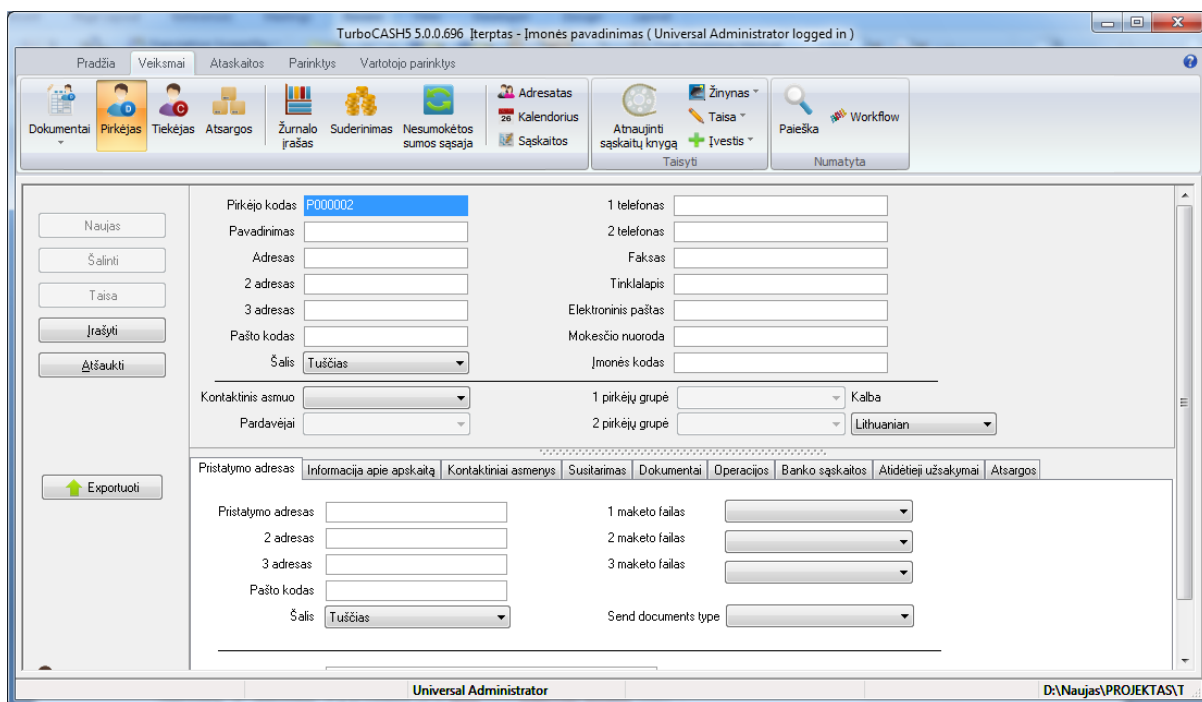 TurboCASH5 5.0.0.696 Įterptas - Įmonės pavadinimas ( Universal Administrator logged in )
Pradžia Veiksmai Ataskaitos Parinktys Vartotojo parinktys
Dokumentai Pirkėjas Tiekėjas Atsargos Žurnalo įrašas Suderinimas Nesumokėtos sumos sąsaja
Adresatas
Kalendorius
Sąskaitos
Atnaujinti sąskaitų knygą
Žinynas
Taisa
Įvestis
Taisyti
Paieška Workflow
Numatyta
Naujas
Šalinti
Taisa
Įrašyti
Atšaukti
Exportuoti
Pirkėjo kodas P000002 1 telefonas
Pavadinimas 2 telefonas
Adresas Faksas
2 adresas Tinklalapis
3 adresas Elektroninis paštas
Pašto kodas Mokesčio nuoroda
Šalis Tuščias Įmonės kodas
Kontaktinis asmuo 1 pirkėjų grupė Kalba
Pardavėjai 2 pirkėjų grupė Lithuanian
Pristatymo adresas Informacija apie apskaitą Kontaktiniai asmenys Susitarimas Dokumentai Operacijos Banko sąskaitos Atidėtieji užsakymai Atsargos
Pristatymo adresas 1 maketo failas
2 adresas 2 maketo failas
3 adresas 3 maketo failas
Pašto kodas
Šalis Tuščias Send documents type
Universal Administrator D:\Naujas\PROJEKTAS\T